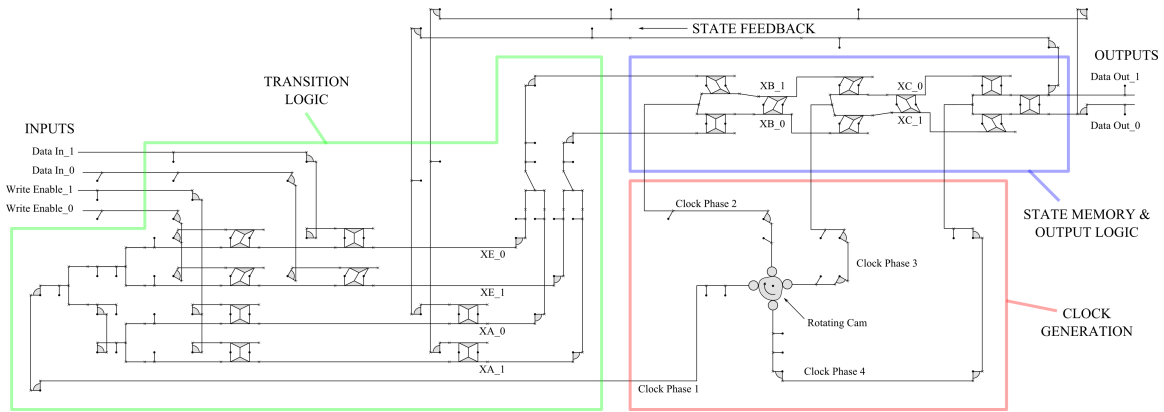 STATE FEEDBACK
OUTPUTS
Data Out_1
Data Out_0
TRANSITION
LOGIC
INPUTS
Data In_1
Data In_0
Write Enable_1
Write Enable_0
XB_1
XB_0
XC_0
XC_1
STATE MEMORY &
OUTPUT LOGIC
Clock Phase 2
Clock Phase 3
XE_0
XE_1
XA_0
XA_1
Rotating Cam
CLOCK
GENERATION
Clock Phase 4
Clock Phase 1